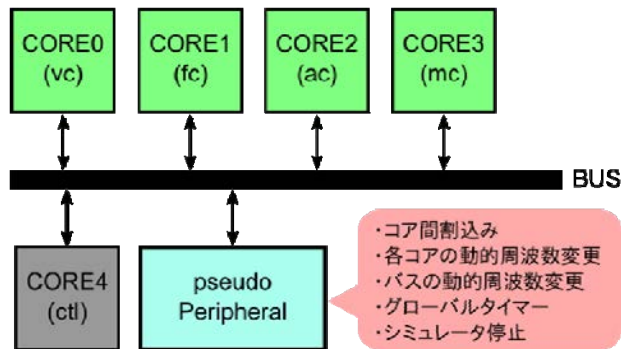 CORE0
(vc)
CORE1
(fc)
CORE2
(ac)
CORE3
(mc)
BUS
CORE4
(ctl)
pseudo
Peripheral
・コア間割込み
・各コアの動的周波数変更
・バスの動的周波数変更
・グローバルタイマー
・シミュレータ停止